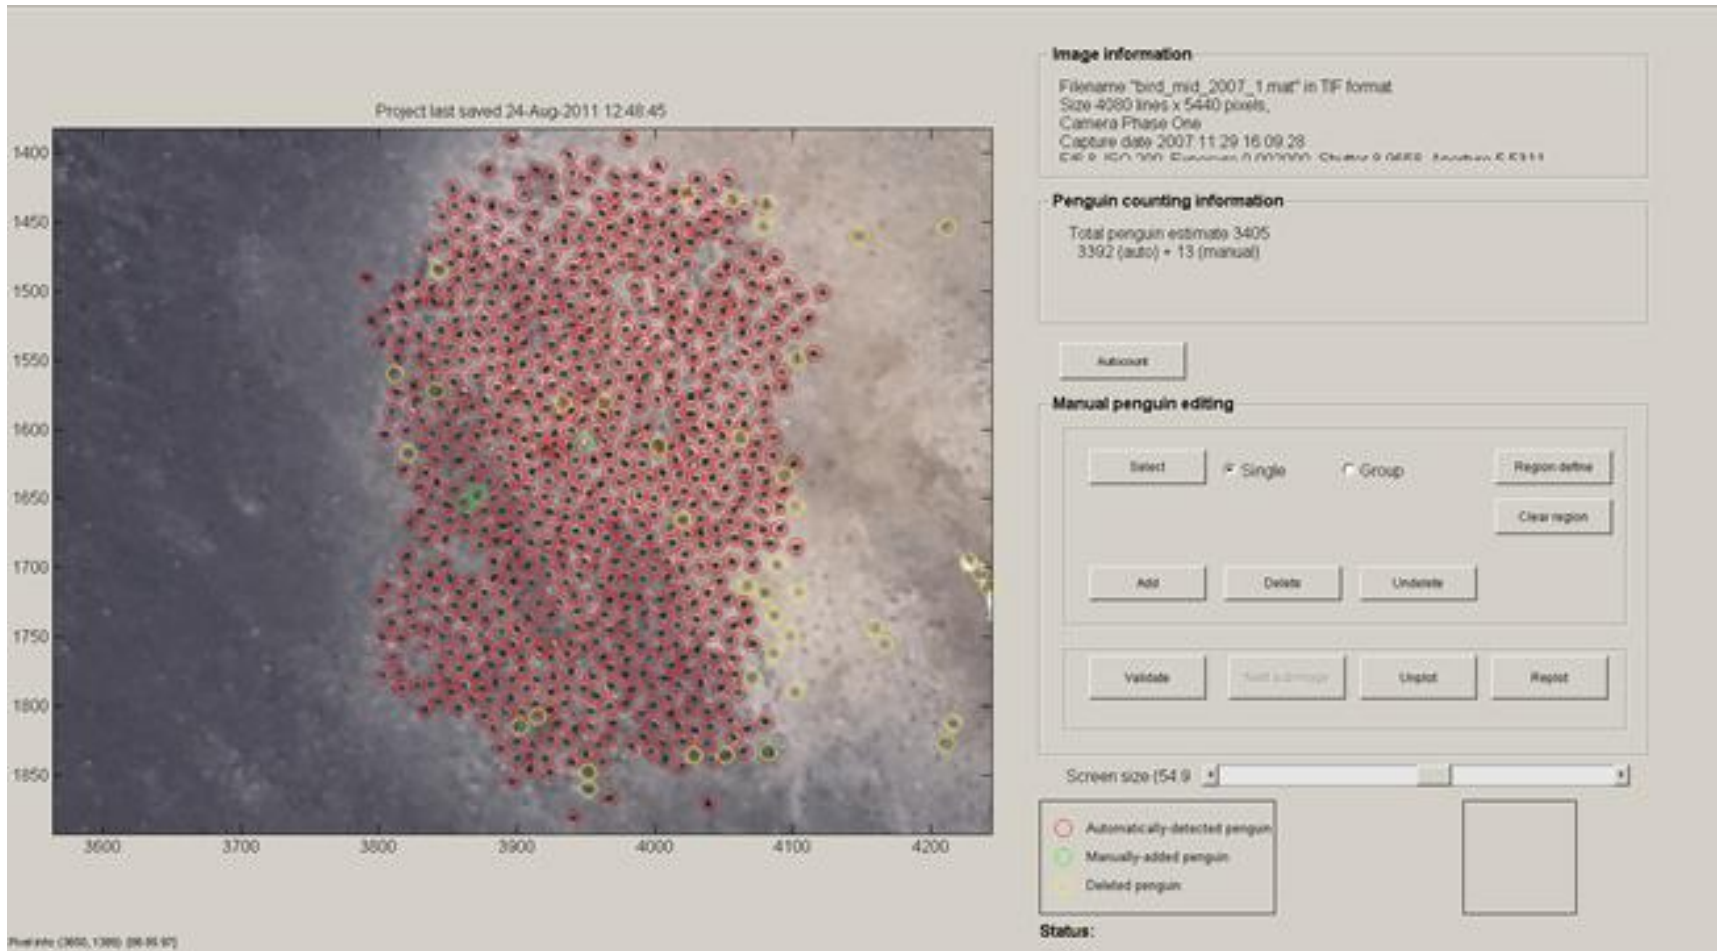 Project last saved 24-Aug-2011 12:48:45
1400
1450
1500
1550
1600
1650
1700
1750
1800
1850
3600 3700 3800 3900 4000 4100 4200
Image information
Filename "bird_mid_2007_1.mat" in TIF format
Size 4080 lines x 5440 pixels,
Camera Phase One
Capture date 2007:11:29 16:09:28
Penguin counting information
Total penguin estimate 3405
3392 (auto) + 13 (manual)
Autocount
Manual penguin editing
Select Single Group Region define
Clear region
Add Delete Undelete
Validate Unplot Replot
Screen size (54.9
Automatically-detected penguin
Manually-added penguin
Deleted penguin
Status: